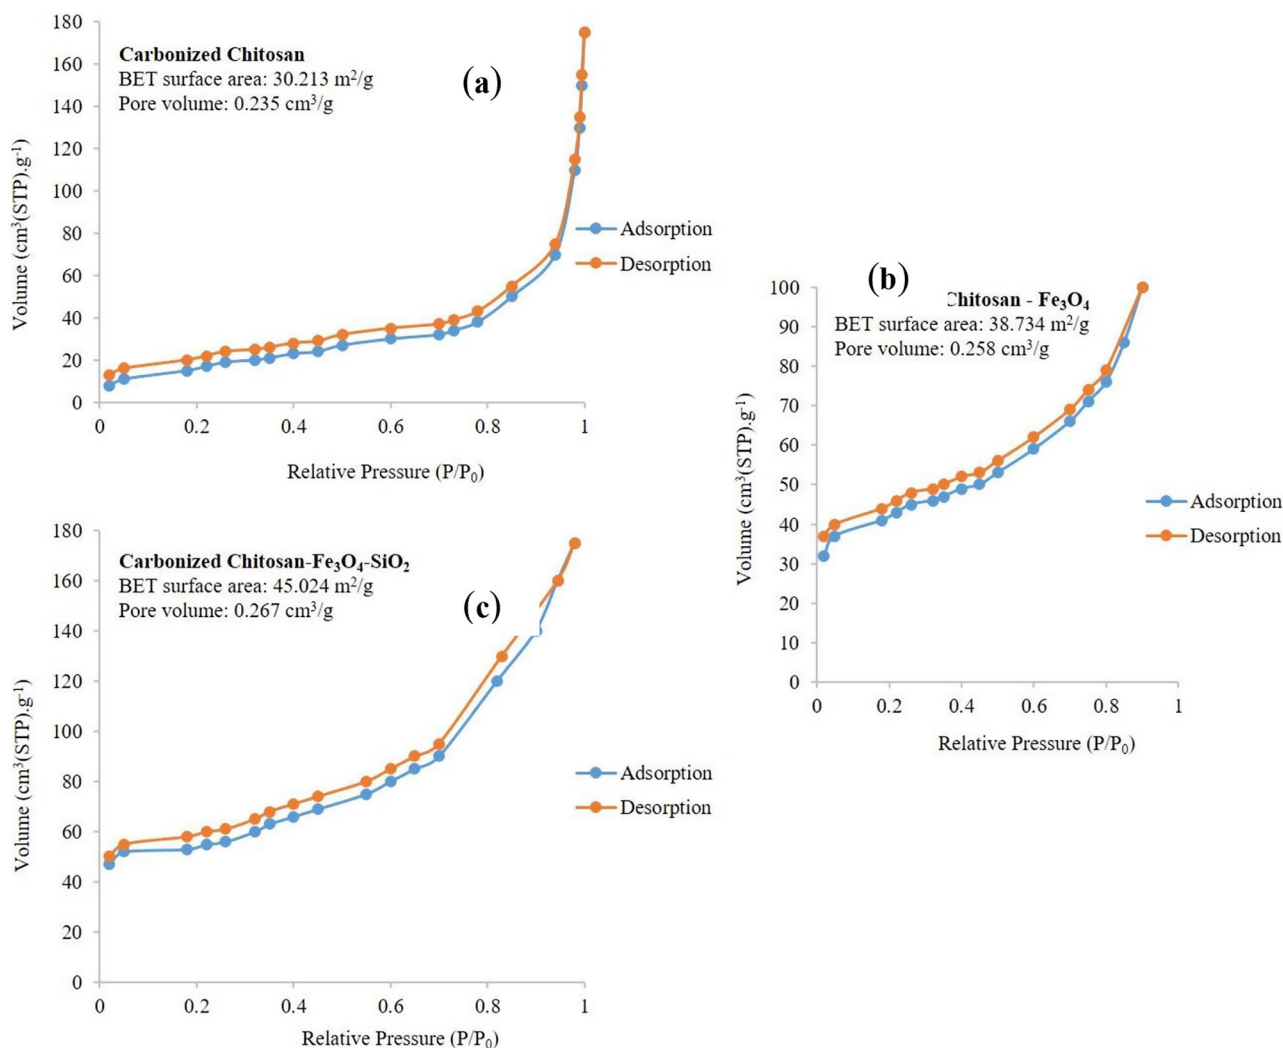 Carbonized Chitosan
BET surface area: 30.213 m²/g
Pore volume: 0.235 cm³/g
(a)
180
160
140
120
100
80
60
40
20
0
Volume (cm³(STP).g⁻¹)
0 0.2 0.4 0.6 0.8 1
Relative Pressure (P/P₀)
Adsorption
Desorption
(b)
Chitosan - Fe₃O₄
BET surface area: 38.734 m²/g
Pore volume: 0.258 cm³/g
100
90
80
70
60
50
40
30
20
10
0
Volume (cm³(STP).g⁻¹)
0 0.2 0.4 0.6 0.8 1
Relative Pressure (P/P₀)
Adsorption
Desorption
Carbonized Chitosan-Fe₃O₄-SiO₂
BET surface area: 45.024 m²/g
Pore volume: 0.267 cm³/g
(c)
180
160
140
120
100
80
60
40
20
0
Volume (cm³(STP).g⁻¹)
0 0.2 0.4 0.6 0.8 1
Relative Pressure (P/P₀)
Adsorption
Desorption